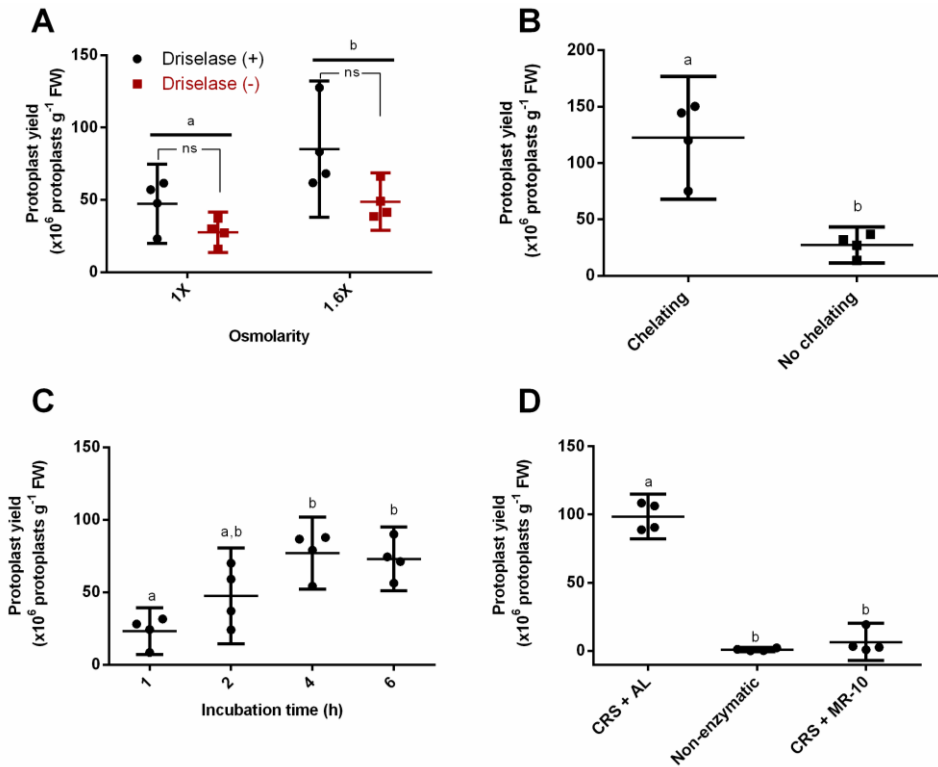 A
Protoplast yield
(x10⁶ protoplasts g⁻¹ FW)
150
100
50
0
Driselase (+)
Driselase (-)
a
ns
b
ns
1X
1.6X
Osmolarity
B
Protoplast yield
(x10⁶ protoplasts g⁻¹ FW)
200
150
100
50
0
a
b
Chelating
No chelating
C
Protoplast yield
(x10⁶ protoplasts g⁻¹ FW)
150
100
50
0
a
a,b
b
b
1
2
4
6
Incubation time (h)
D
Protoplast yield
(x10⁶ protoplasts g⁻¹ FW)
150
100
50
0
a
b
b
CRS + AL
Non-enzymatic
CRS + MR-10